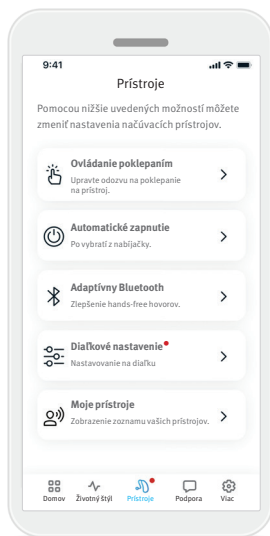 9:41
Prístroje
Pomocou nižšie uvedených možností môžete
zmeniť nastavenia načúvacích prístrojov.
Ovládanie poklepaním
Upravte odozvu na poklepanie
na prístroj.
Automatické zapnutie
Po vybratí z nabíjačky.
Adaptívny Bluetooth
Zlepšenie hands-free hovorov.
Diaľkové nastavenie
Nastavovanie na diaľku
Moje prístroje
Zobrazenie zoznamu vašich prístrojov.
Domov Životný štýl Prístroje Podpora Viac